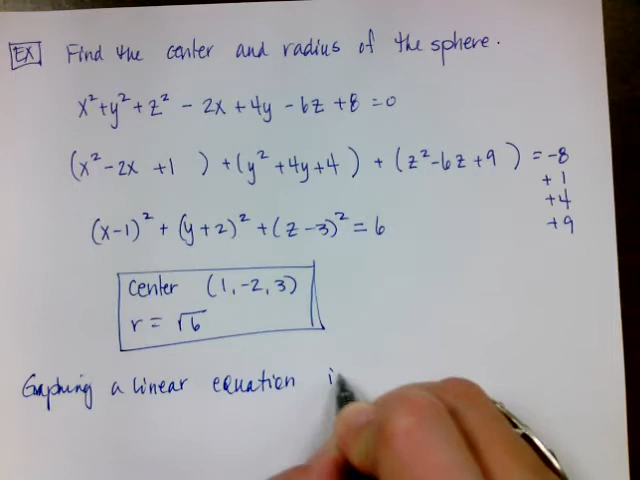 EX Find the center and radius of the sphere.
x² + y² + z² - 2x + 4y - 6z + 8 = 0
(x² - 2x + 1 ) + (y² + 4y + 4 ) + (z² - 6z + 9 ) = -8
+ 1
+ 4
+ 9
(x-1)² + (y+2)² + (z-3)² = 6
center (1, -2, 3)
r = √6
Graphing a linear equation i